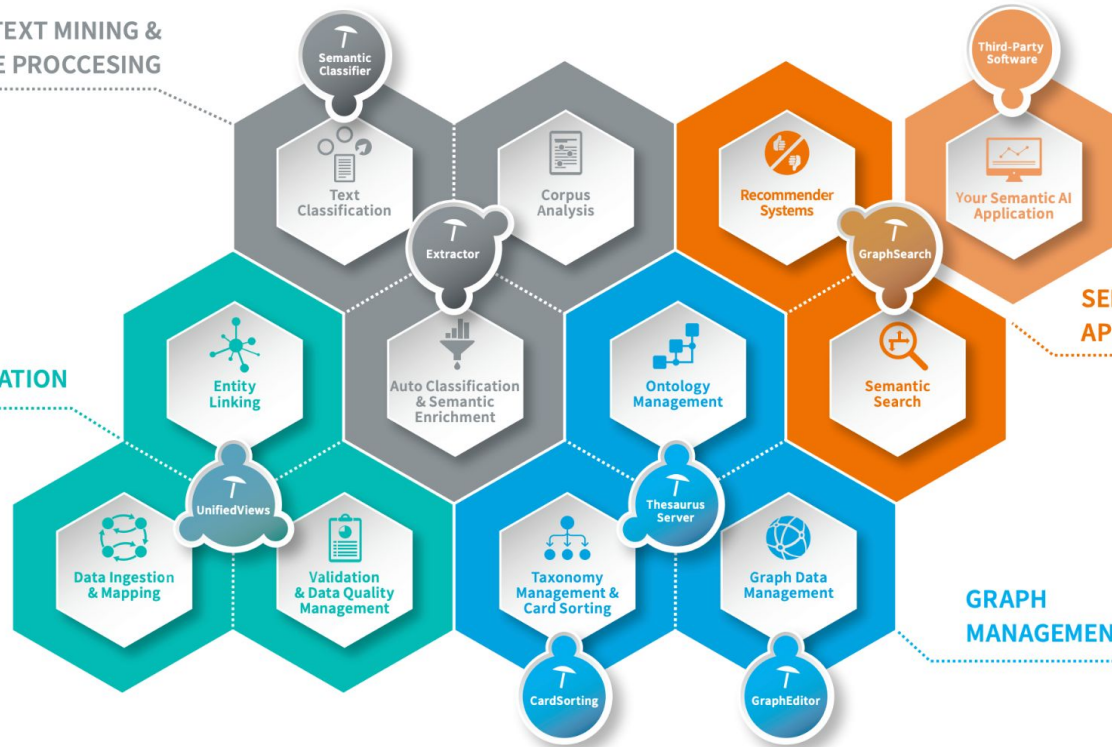 TEXT MINING &
E PROCCESING
Semantic
Classifier
Third-Party
Software
Text
Classification
Corpus
Analysis
Recommender
Systems
Your Semantic AI
Application
Extractor
GraphSearch
SE
AP
ATION
Entity
Linking
Auto Classification
& Semantic
Enrichment
Ontology
Management
Semantic
Search
UnifiedViews
Thesaurus
Server
Data Ingestion
& Mapping
Validation
& Data Quality
Management
Taxonomy
Management &
Card Sorting
Graph Data
Management
GRAPH
MANAGEMEN
CardSorting
GraphEditor